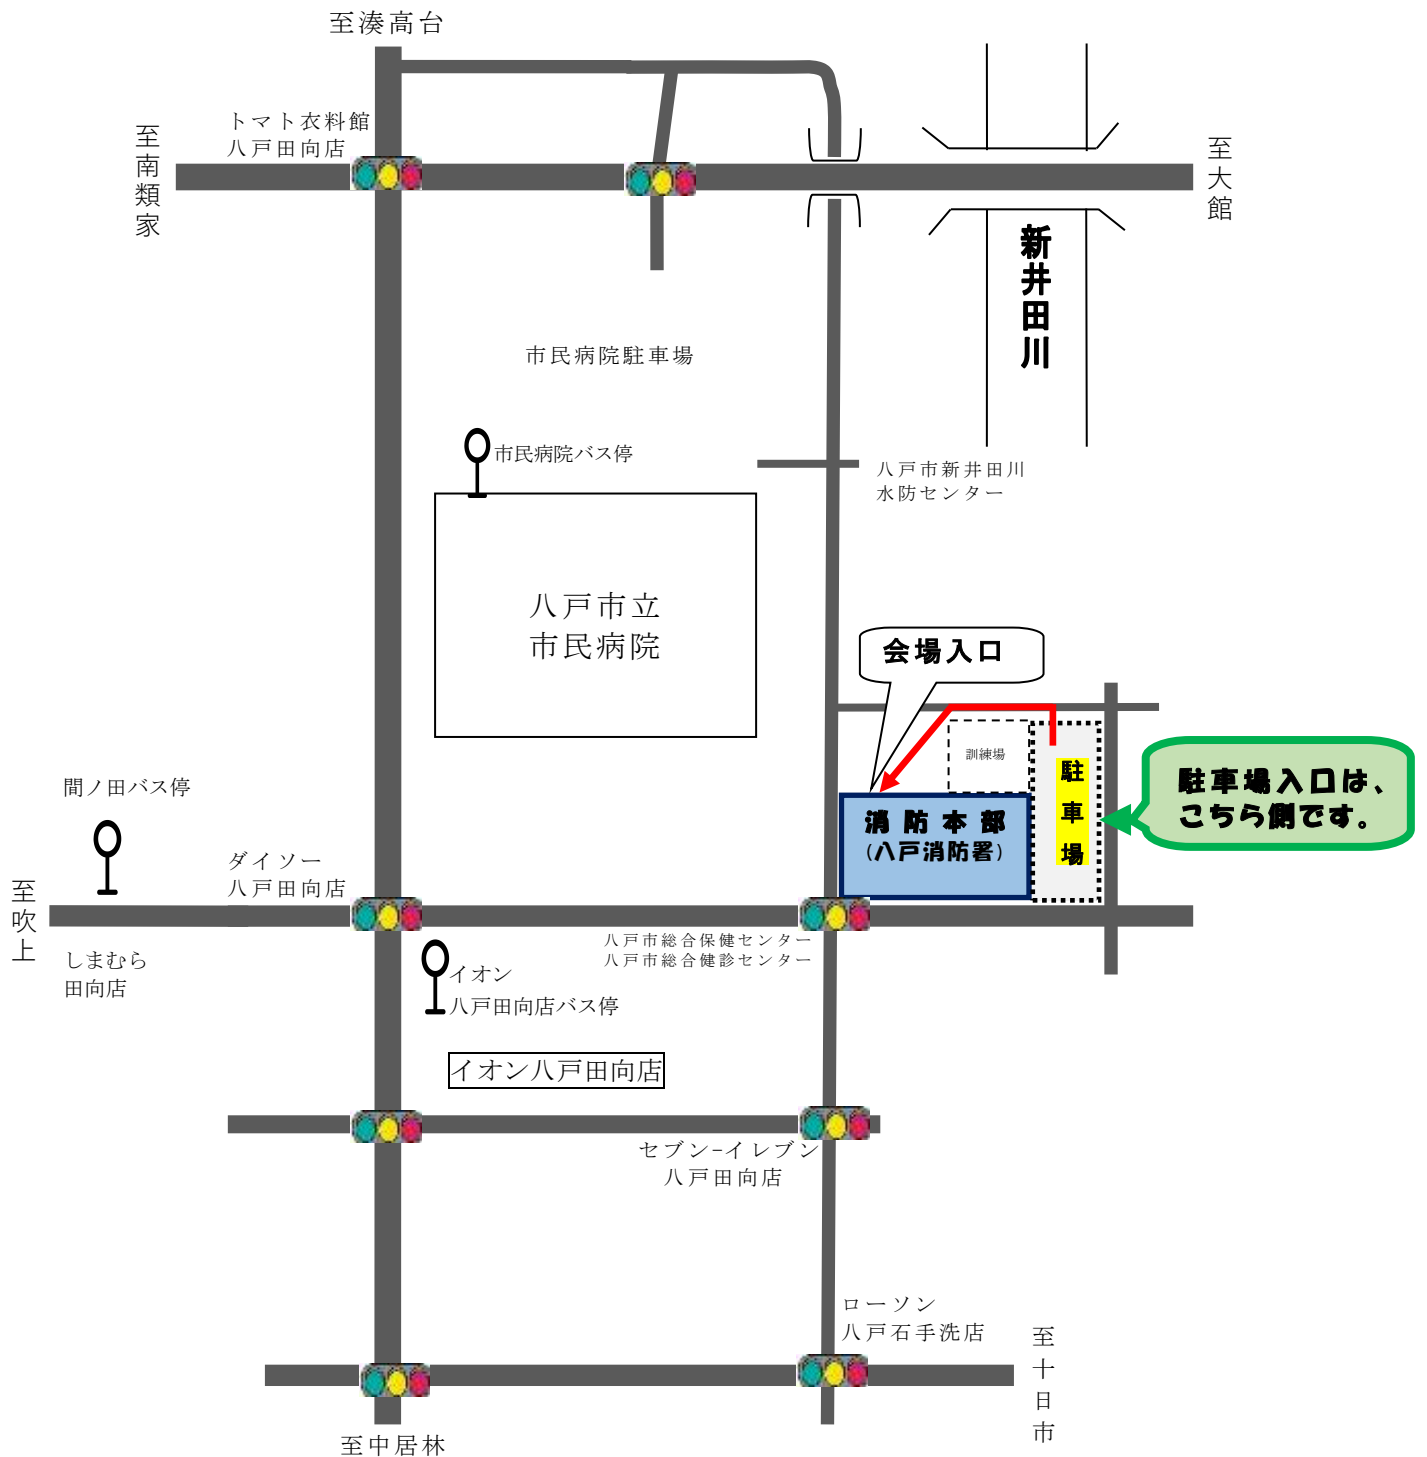 至湊高台
トマト衣料館
八戸田向店
至南類家
至大館
新井田川
市民病院駐車場
市民病院バス停
八戸市新井田川
水防センター
八戸市立
市民病院
会場入口
訓練場
駐車場
駐車場入口は、
こちら側です。
消防本部
(八戸消防署)
間ノ田バス停
ダイソー
八戸田向店
至吹上
しまむら
田向店
八戸市総合保健センター
八戸市総合健診センター
イオン
八戸田向店バス停
イオン八戸田向店
セブン-イレブン
八戸田向店
ローソン
八戸石手洗店
至十日市
至中居林